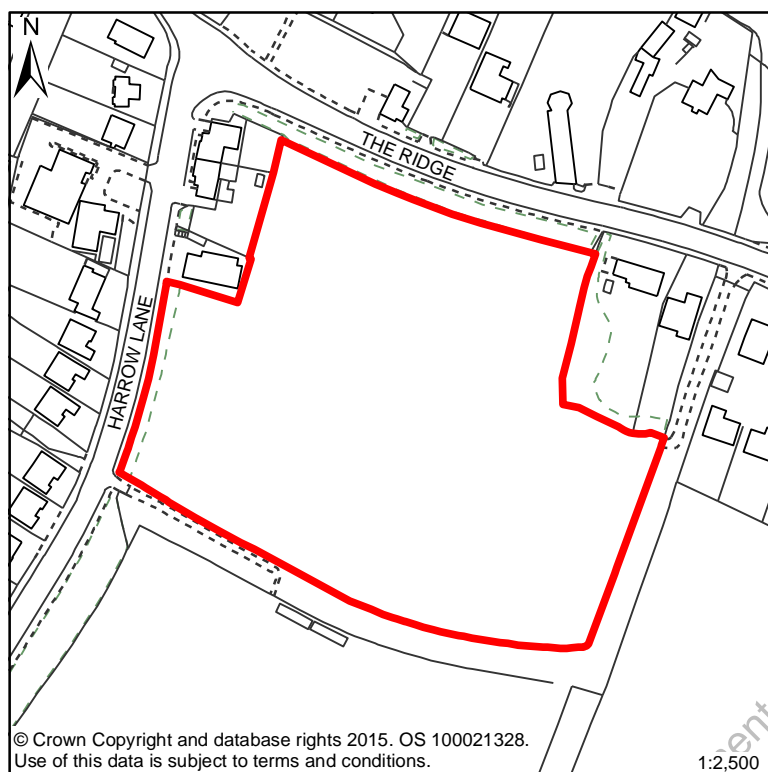 N
THE RIDGE
HARROW LANE
© Crown Copyright and database rights 2015. OS 100021328.
Use of this data is subject to terms and conditions.
1:2,500